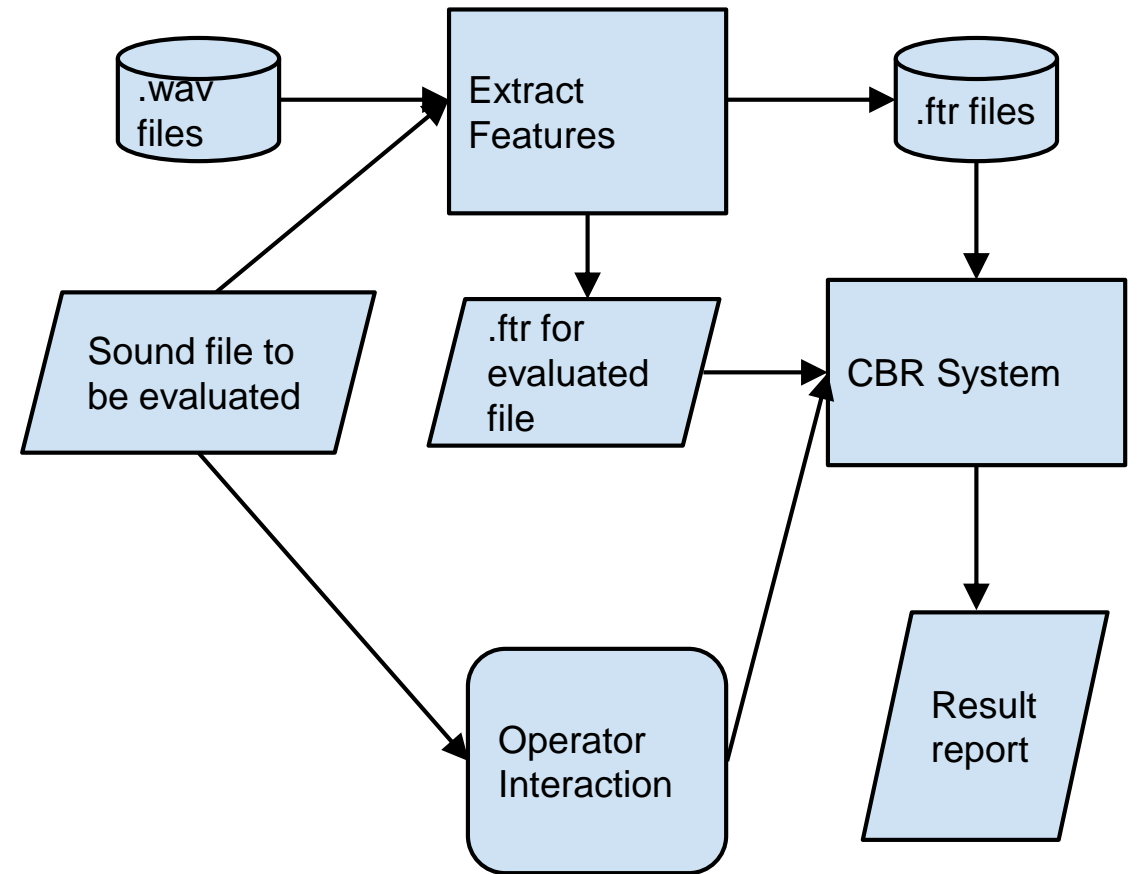 .wav
files
Extract
Features
.ftr files
Sound file to
be evaluated
.ftr for
evaluated
file
CBR System
Operator
Interaction
Result
report